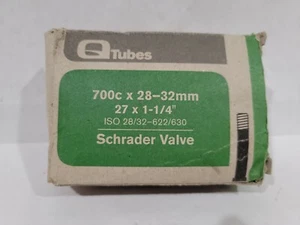 Q Tubes
700c x 28–32mm
27 x 1-1/4"
ISO 28/32-622/630
Schrader Valve